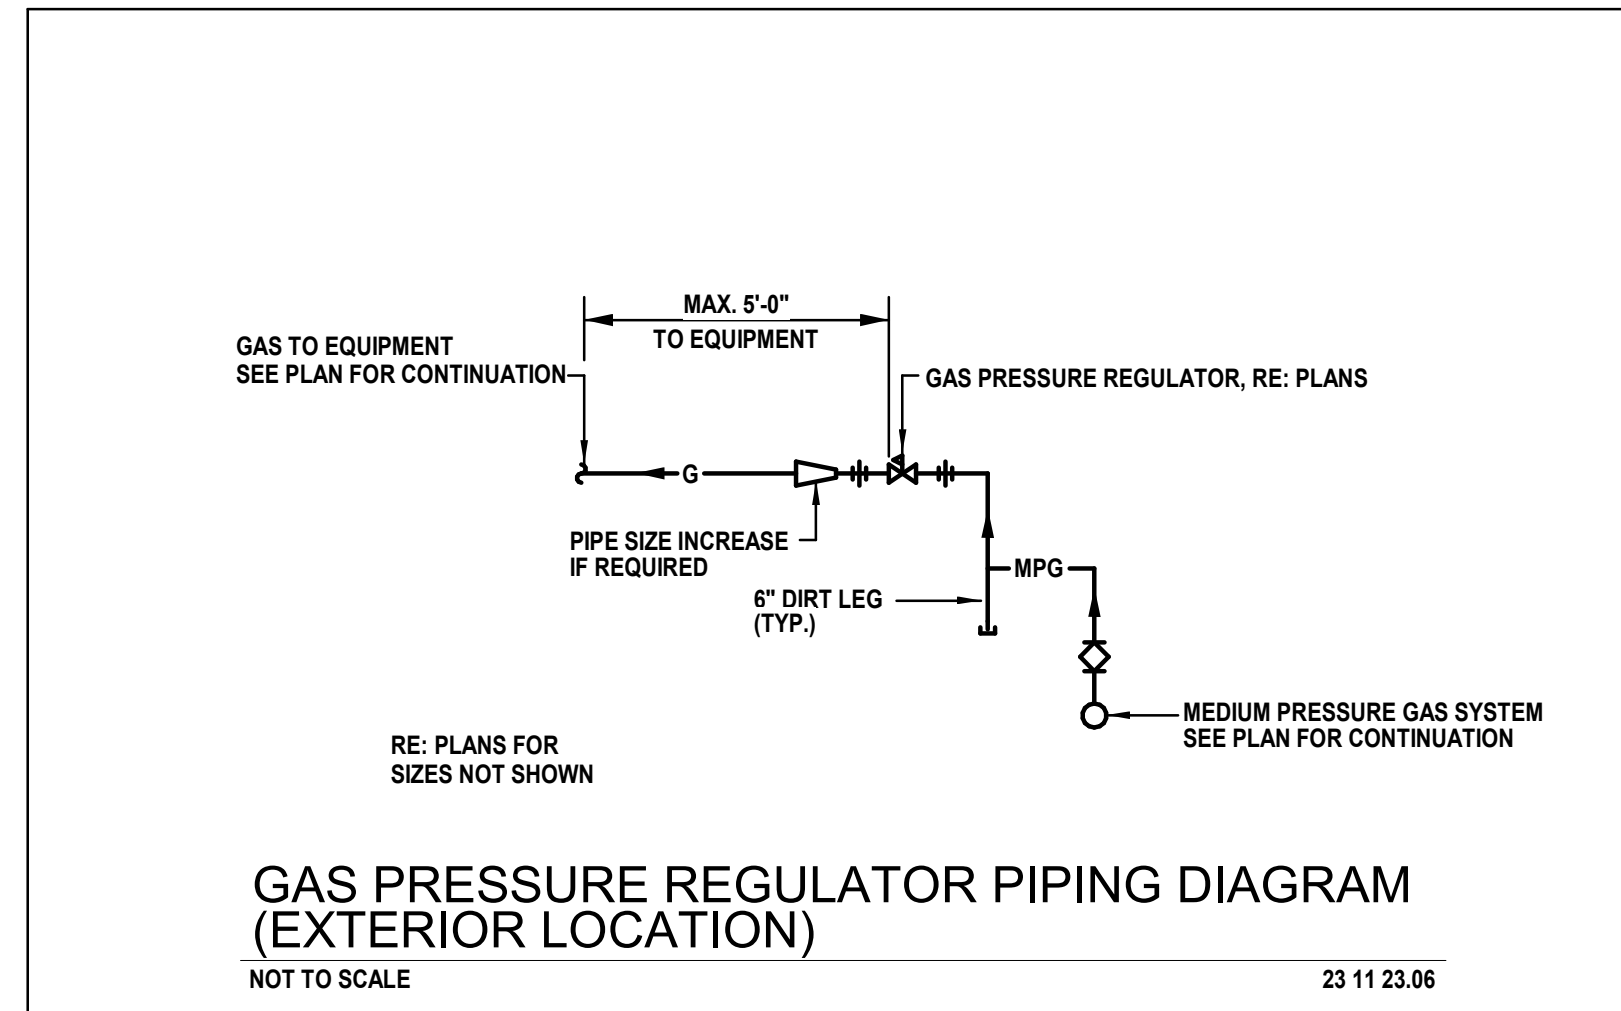 MAX. 5'-0"
TO EQUIPMENT
GAS TO EQUIPMENT
SEE PLAN FOR CONTINUATION
GAS PRESSURE REGULATOR, RE: PLANS
G
PIPE SIZE INCREASE
IF REQUIRED
MPG
6" DIRT LEG
(TYP.)
MEDIUM PRESSURE GAS SYSTEM
SEE PLAN FOR CONTINUATION
RE: PLANS FOR
SIZES NOT SHOWN
GAS PRESSURE REGULATOR PIPING DIAGRAM
(EXTERIOR LOCATION)
NOT TO SCALE
23 11 23.06